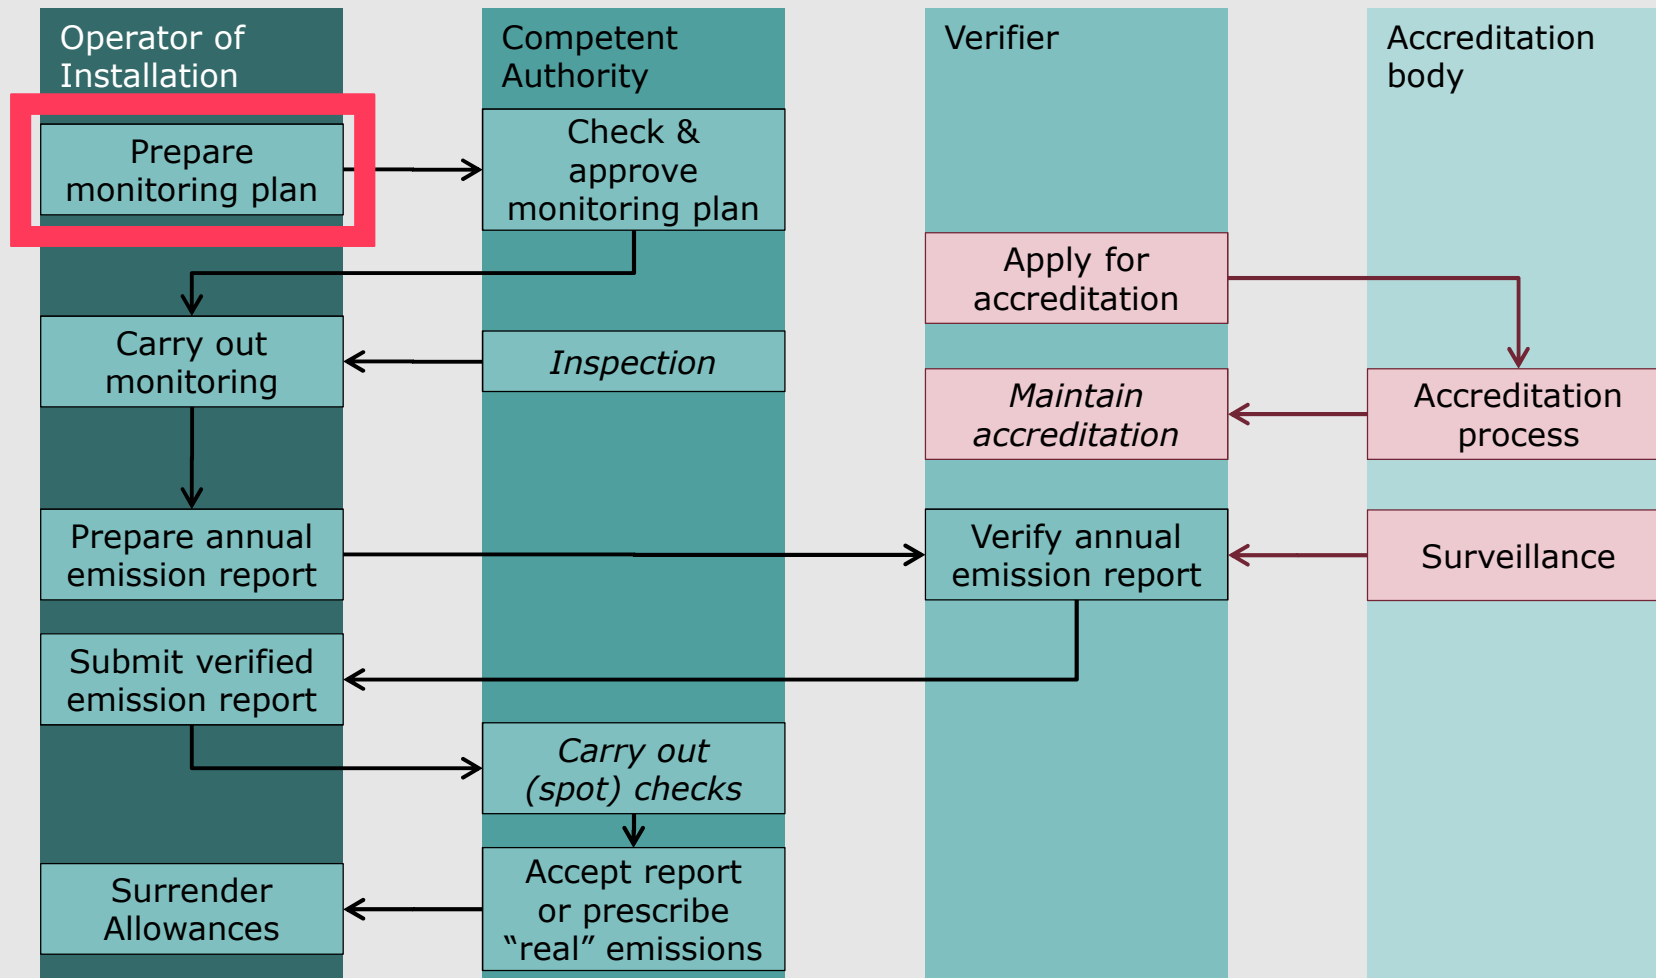 Operator of
Installation
Competent
Authority
Verifier
Accreditation
body
Prepare
monitoring plan
Check &
approve
monitoring plan
Apply for
accreditation
Carry out
monitoring
Inspection
Maintain
accreditation
Accreditation
process
Prepare annual
emission report
Verify annual
emission report
Surveillance
Submit verified
emission report
Carry out
(spot) checks
Surrender
Allowances
Accept report
or prescribe
“real” emissions